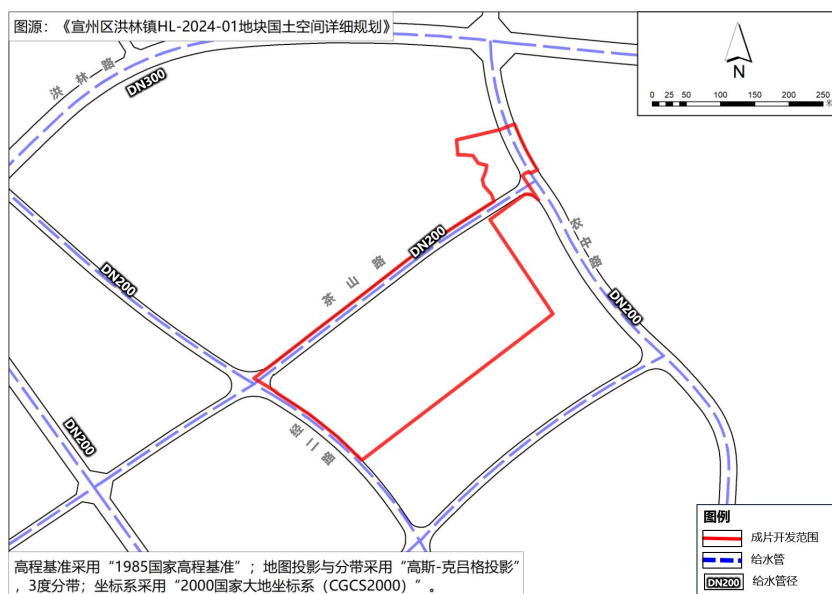 图源：《宣州区洪林镇HL-2024-01地块国土空间详细规划》
N
0 25 50 100 150 200 250
米
洪林路
DN300
农中路
DN200
茶山路
DN200
DN200
DN200
经二路
图例
成片开发范围
给水管
DN200 给水管径
高程基准采用“1985国家高程基准”；地图投影与分带采用“高斯-克吕格投影”
，3度分带；坐标系采用“2000国家大地坐标系（CGCS2000）”。